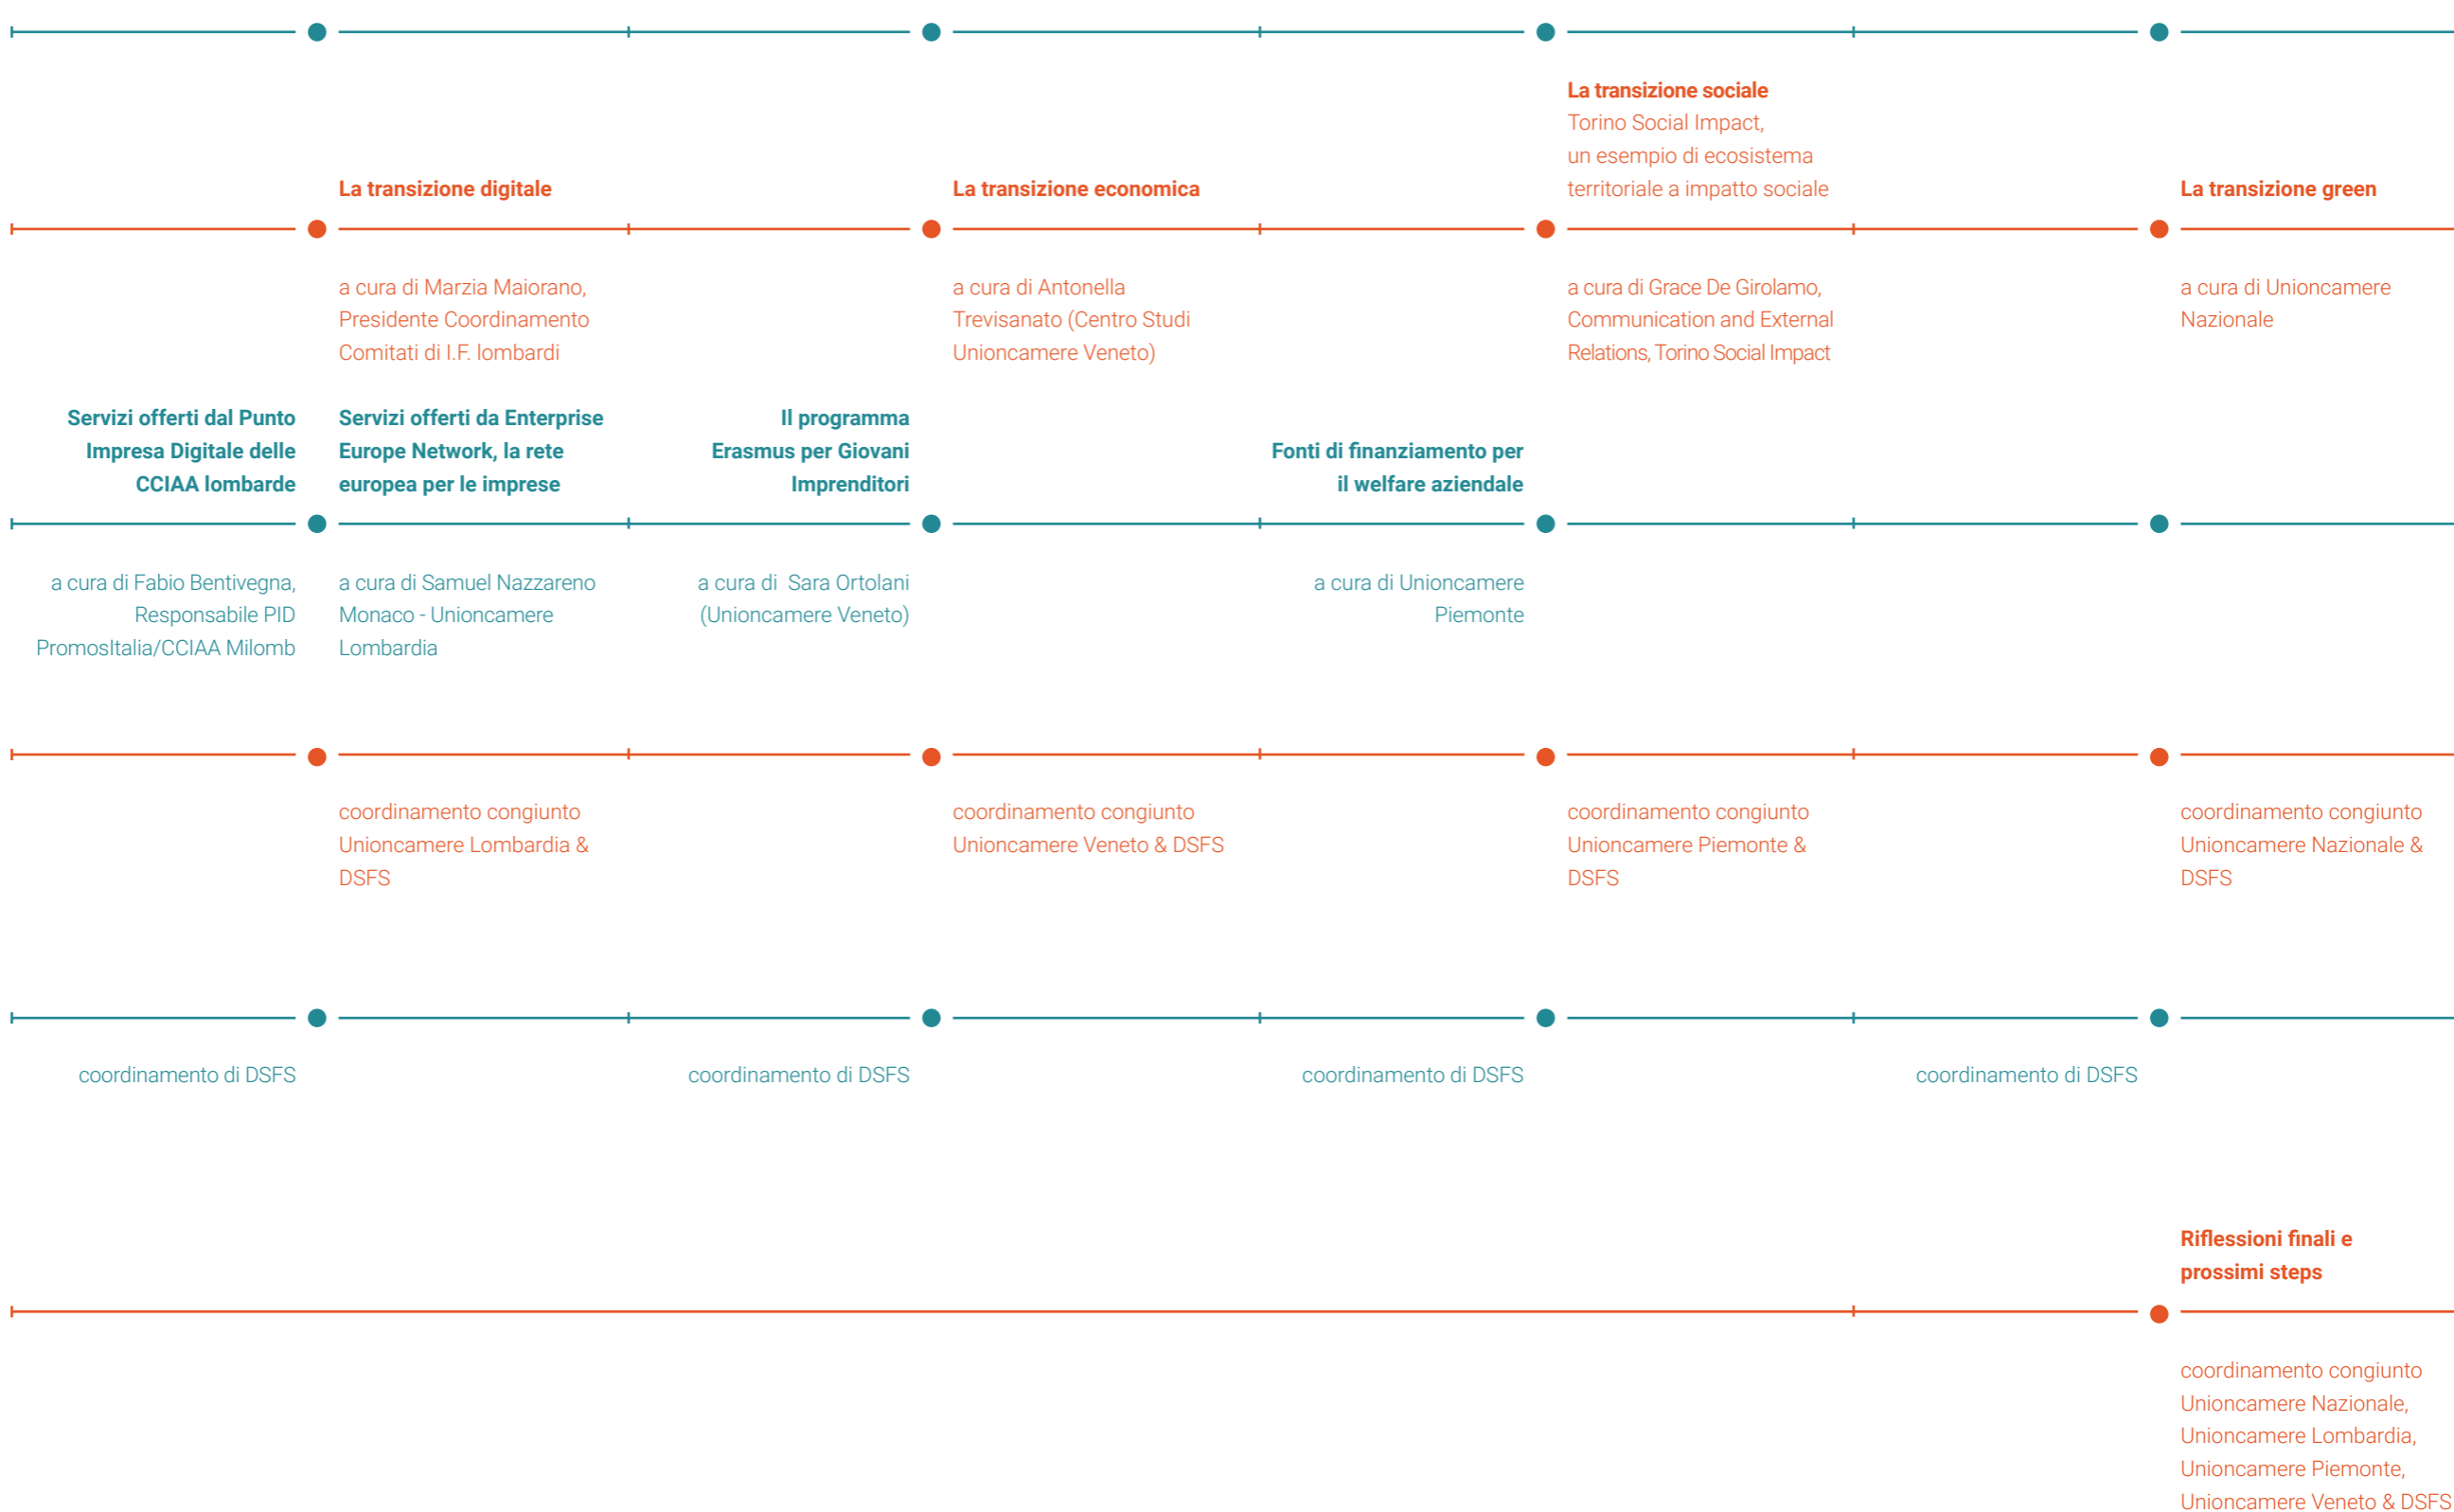 La transizione sociale
Torino Social Impact,
un esempio di ecosistema
territoriale a impatto sociale
La transizione digitale
La transizione economica
La transizione green
a cura di Marzia Maiorano,
Presidente Coordinamento
Comitati di I.F. lombardi
a cura di Antonella
Trevisanato (Centro Studi
Unioncamere Veneto)
a cura di Grace De Girolamo,
Communication and External
Relations, Torino Social Impact
a cura di Unioncamere
Nazionale
Servizi offerti dal Punto
Impresa Digitale delle
CCIAA lombarde
Servizi offerti da Enterprise
Europe Network, la rete
europea per le imprese
Il programma
Erasmus per Giovani
Imprenditori
Fonti di finanziamento per
il welfare aziendale
a cura di Fabio Bentivegna,
Responsabile PID
PromosItalia/CCIAA Milomb
a cura di Samuel Nazzareno
Monaco - Unioncamere
Lombardia
a cura di  Sara Ortolani
(Unioncamere Veneto)
a cura di Unioncamere
Piemonte
coordinamento congiunto
Unioncamere Lombardia &
DSFS
coordinamento congiunto
Unioncamere Veneto & DSFS
coordinamento congiunto
Unioncamere Piemonte &
DSFS
coordinamento congiunto
Unioncamere Nazionale &
DSFS
coordinamento di DSFS
coordinamento di DSFS
coordinamento di DSFS
coordinamento di DSFS
Riflessioni finali e
prossimi steps
coordinamento congiunto
Unioncamere Nazionale,
Unioncamere Lombardia,
Unioncamere Piemonte,
Unioncamere Veneto & DSFS